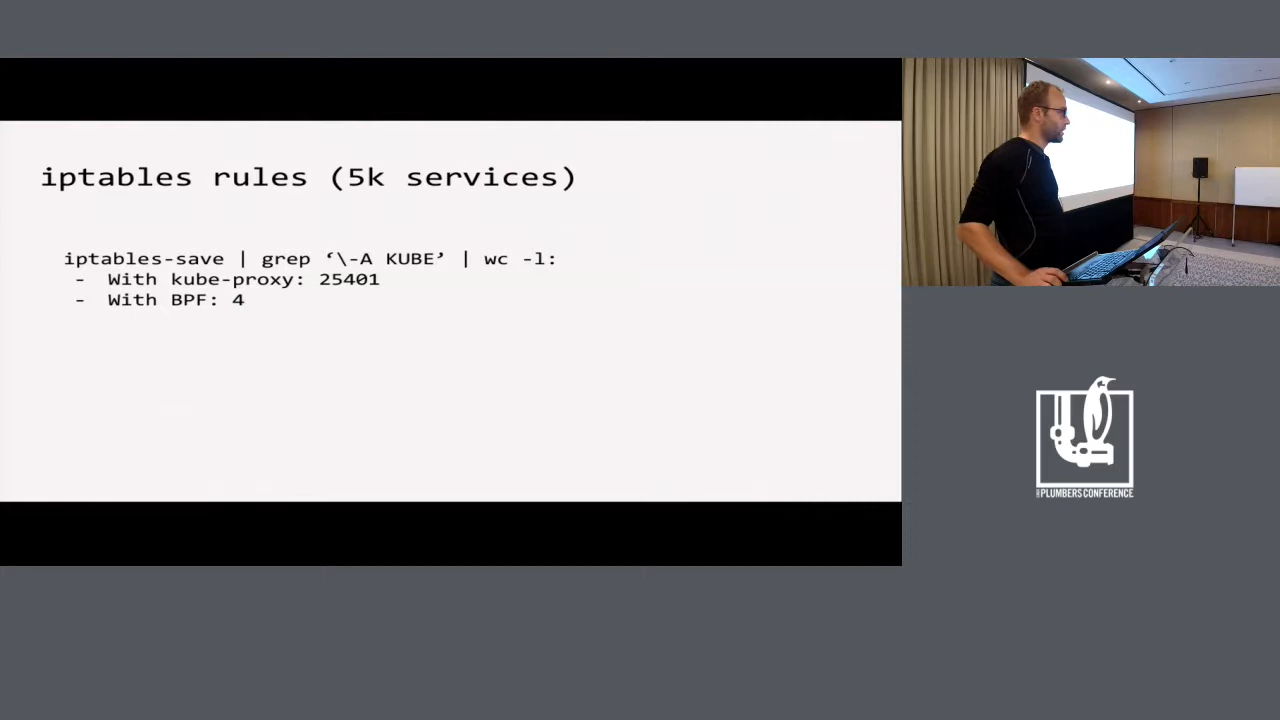 iptables rules (5k services)
iptables-save | grep ‘\-A KUBE’ | wc -l:
- With kube-proxy: 25401
- With BPF: 4
PLUMBERS CONFERENCE